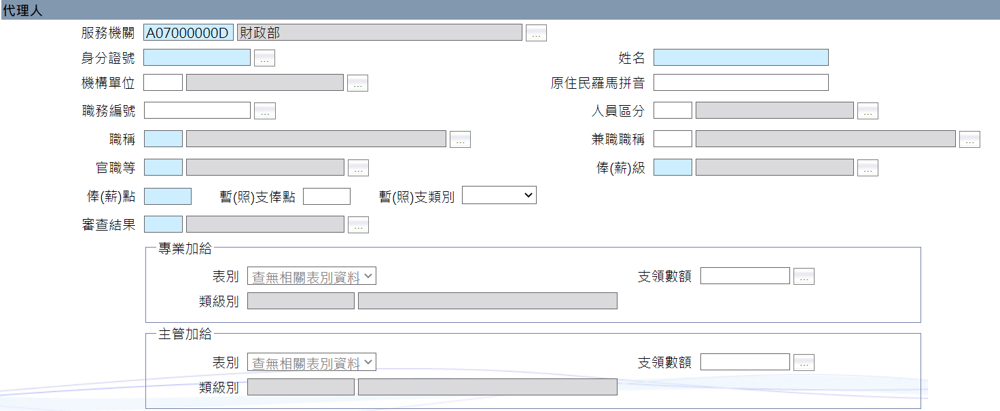 代理人
服務機關 A07000000D 財政部 ...
身分證號 ... 姓名
機構單位 ... 原住民羅馬拼音
職務編號 ... 人員區分 ...
職稱 ... 兼職職稱 ...
官職等 ... 俸(薪)級 ...
俸(薪)點 暫(照)支俸點 暫(照)支類別
審查結果 ...
專業加給
表別 查無相關表別資料 支領數額 ...
類級別
主管加給
表別 查無相關表別資料 支領數額 ...
類級別